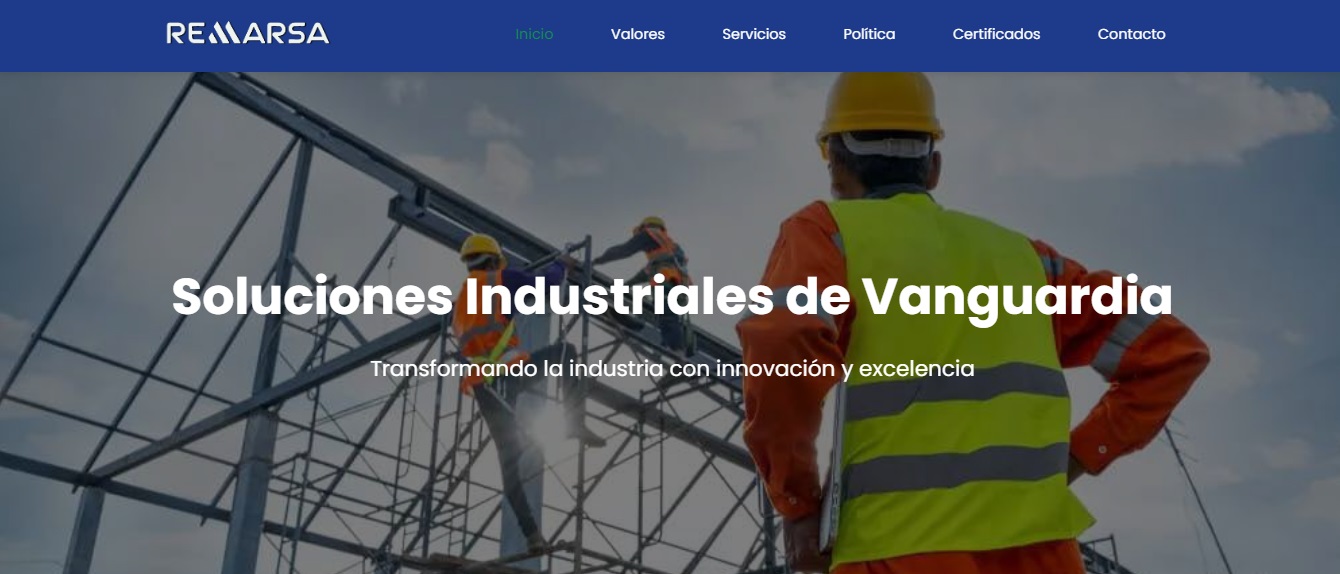 REMARSA
Inicio
Valores
Servicios
Política
Certificados
Contacto
Soluciones Industriales de Vanguardia
Transformando la industria con innovación y excelencia